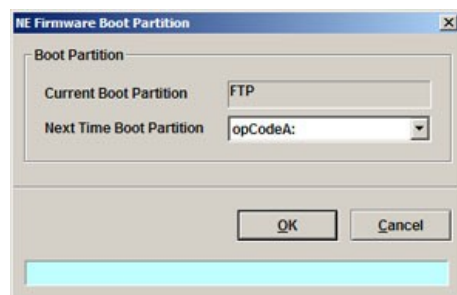 NE Firmware Boot Partition
Boot Partition
Current Boot Partition FTP
Next Time Boot Partition opCodeA:
OK Cancel